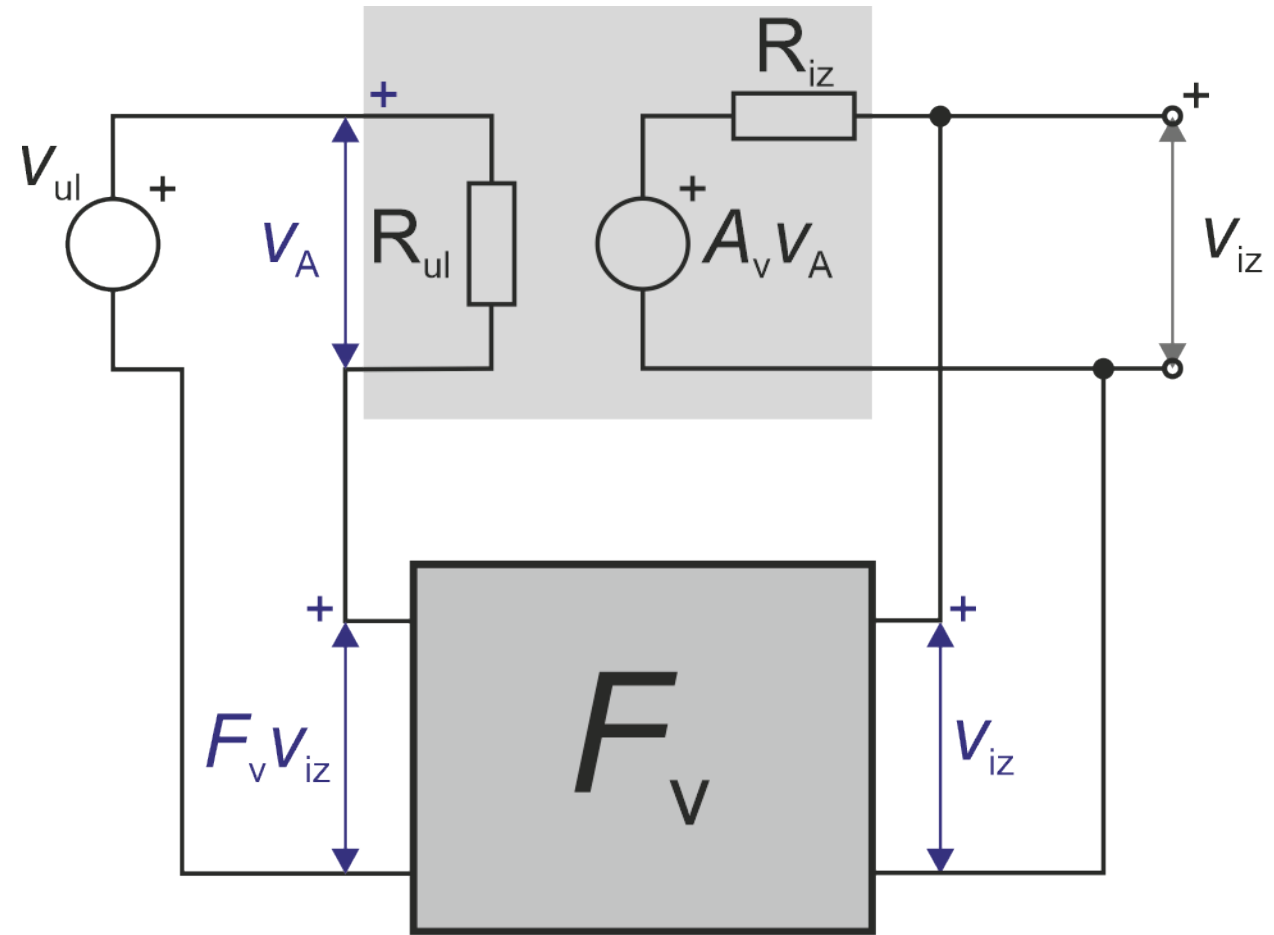 R_iz
+
+
v_ul
+
v_A
R_ul
+
A_v v_A
v_iz
+
+
F_v v_iz
F_v
v_iz